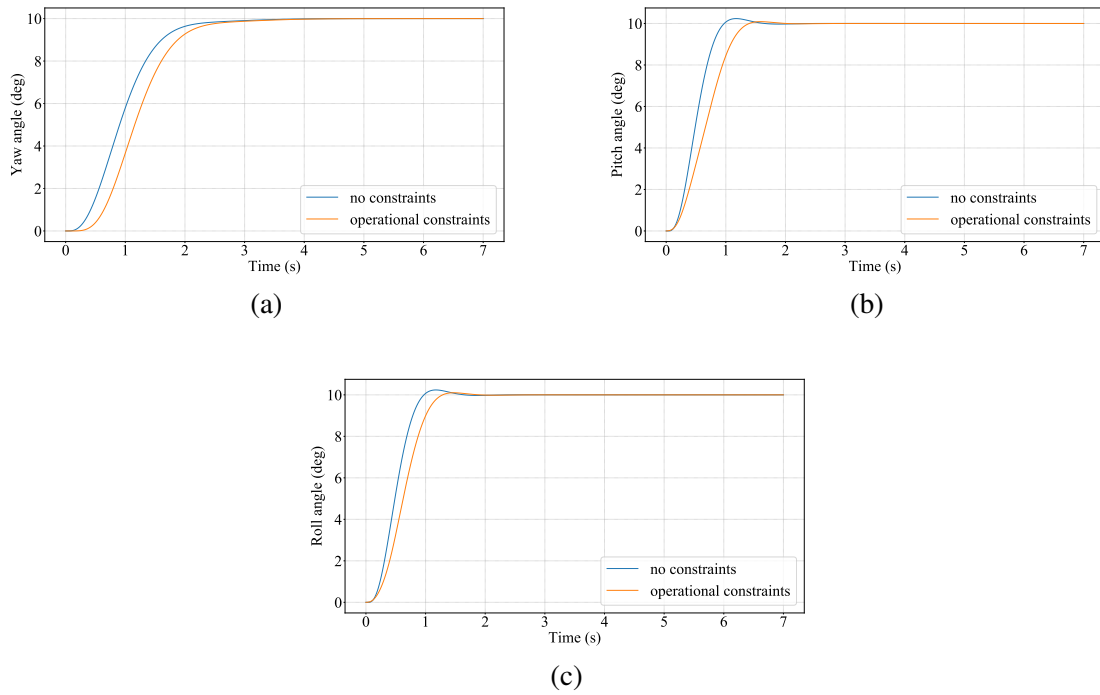 10
8
6
4
2
0
Yaw angle (deg)
no constraints
operational constraints
0 1 2 3 4 5 6 7
Time (s)
(a)
10
8
6
4
2
0
Pitch angle (deg)
no constraints
operational constraints
0 1 2 3 4 5 6 7
Time (s)
(b)
10
8
6
4
2
0
Roll angle (deg)
no constraints
operational constraints
0 1 2 3 4 5 6 7
Time (s)
(c)